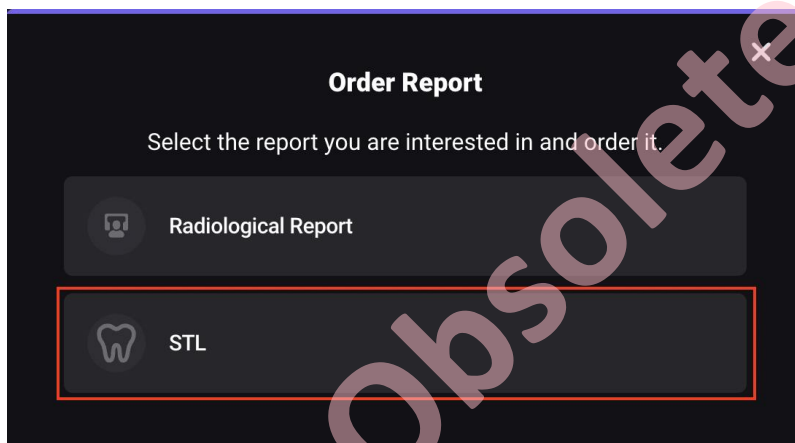 Order Report
Select the report you are interested in and order it.
Radiological Report
STL
Obsolete